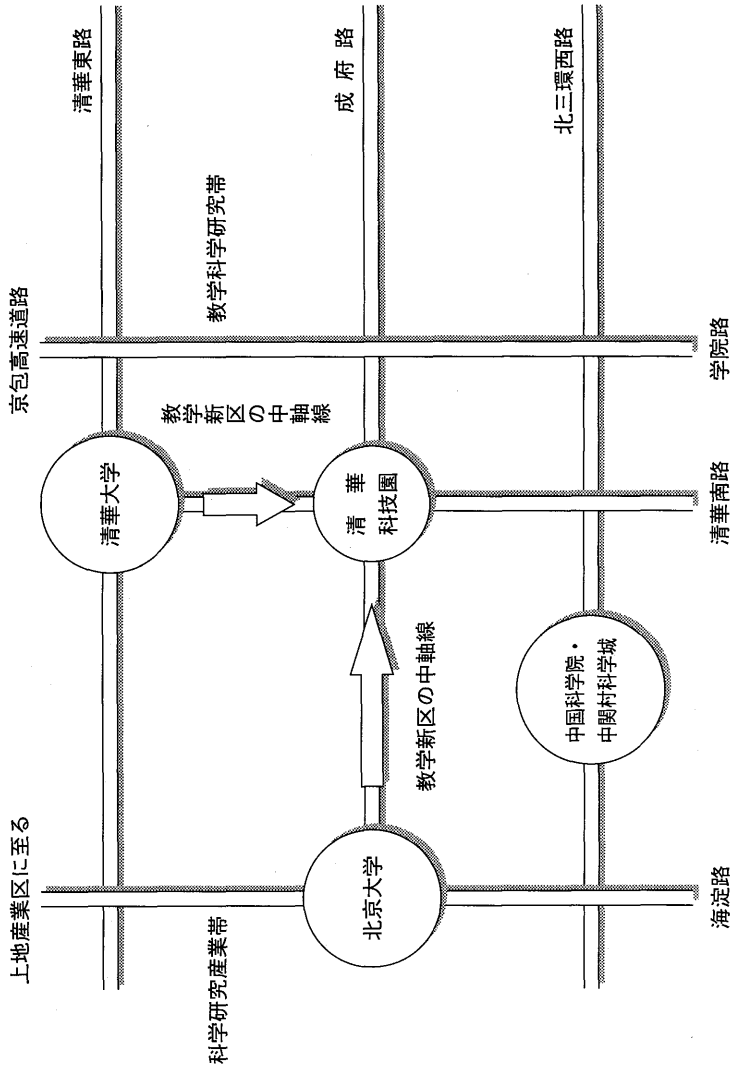 上地産業区に至る
京包高速道路
清華東路
清華大学
科学研究産業帯
教学新区の中軸線
教学科学研究帯
成府路
北京大学
清華
科技園
教学新区の中軸線
北三環西路
中国科学院・
中関村科学城
海淀路
清華南路
学院路